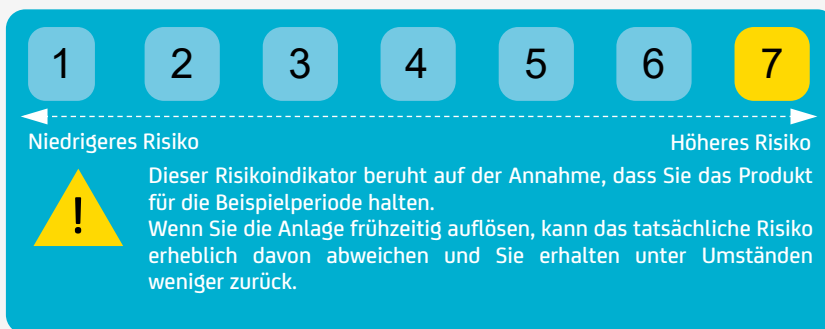 1 2 3 4 5 6 7
Niedrigeres Risiko Höheres Risiko
! Dieser Risikoindikator beruht auf der Annahme, dass Sie das Produkt
für die Beispielperiode halten.
Wenn Sie die Anlage frühzeitig auflösen, kann das tatsächliche Risiko
erheblich davon abweichen und Sie erhalten unter Umständen
weniger zurück.